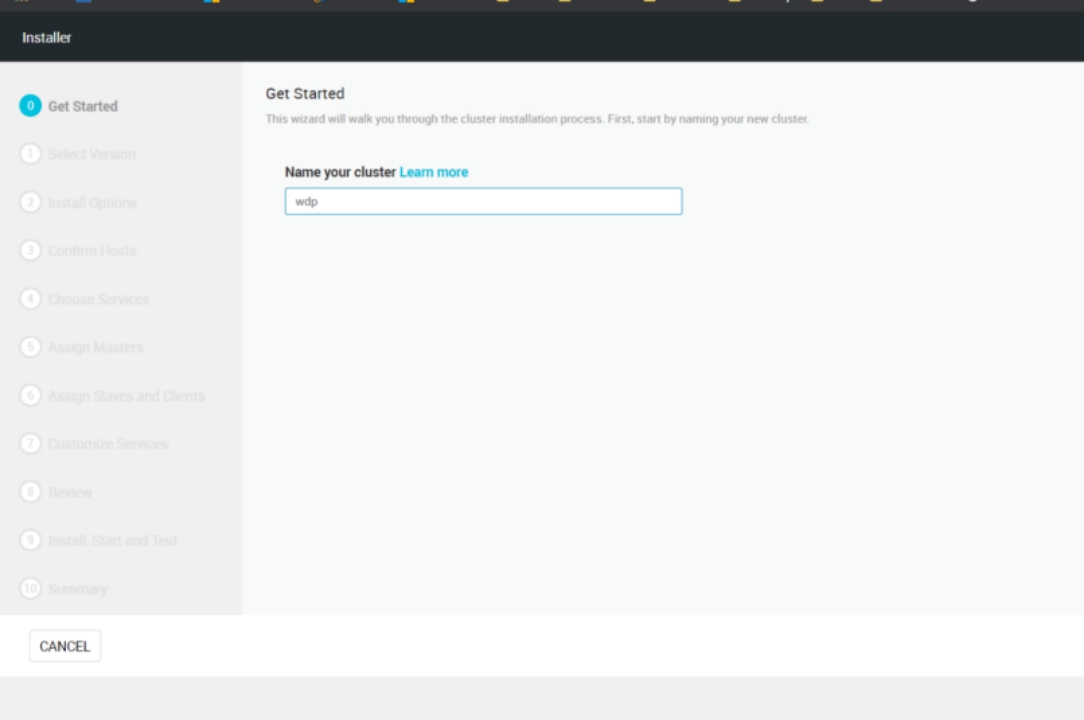 Installer
0 Get Started
1 Select Version
2 Install Options
3 Confirm Hosts
4 Choose Services
5 Assign Masters
6 Assign Slaves and Clients
7 Customize Services
8 Review
9 Install, Start and Test
10 Summary
Get Started
This wizard will walk you through the cluster installation process. First, start by naming your new cluster.
Name your cluster Learn more
wdp
CANCEL